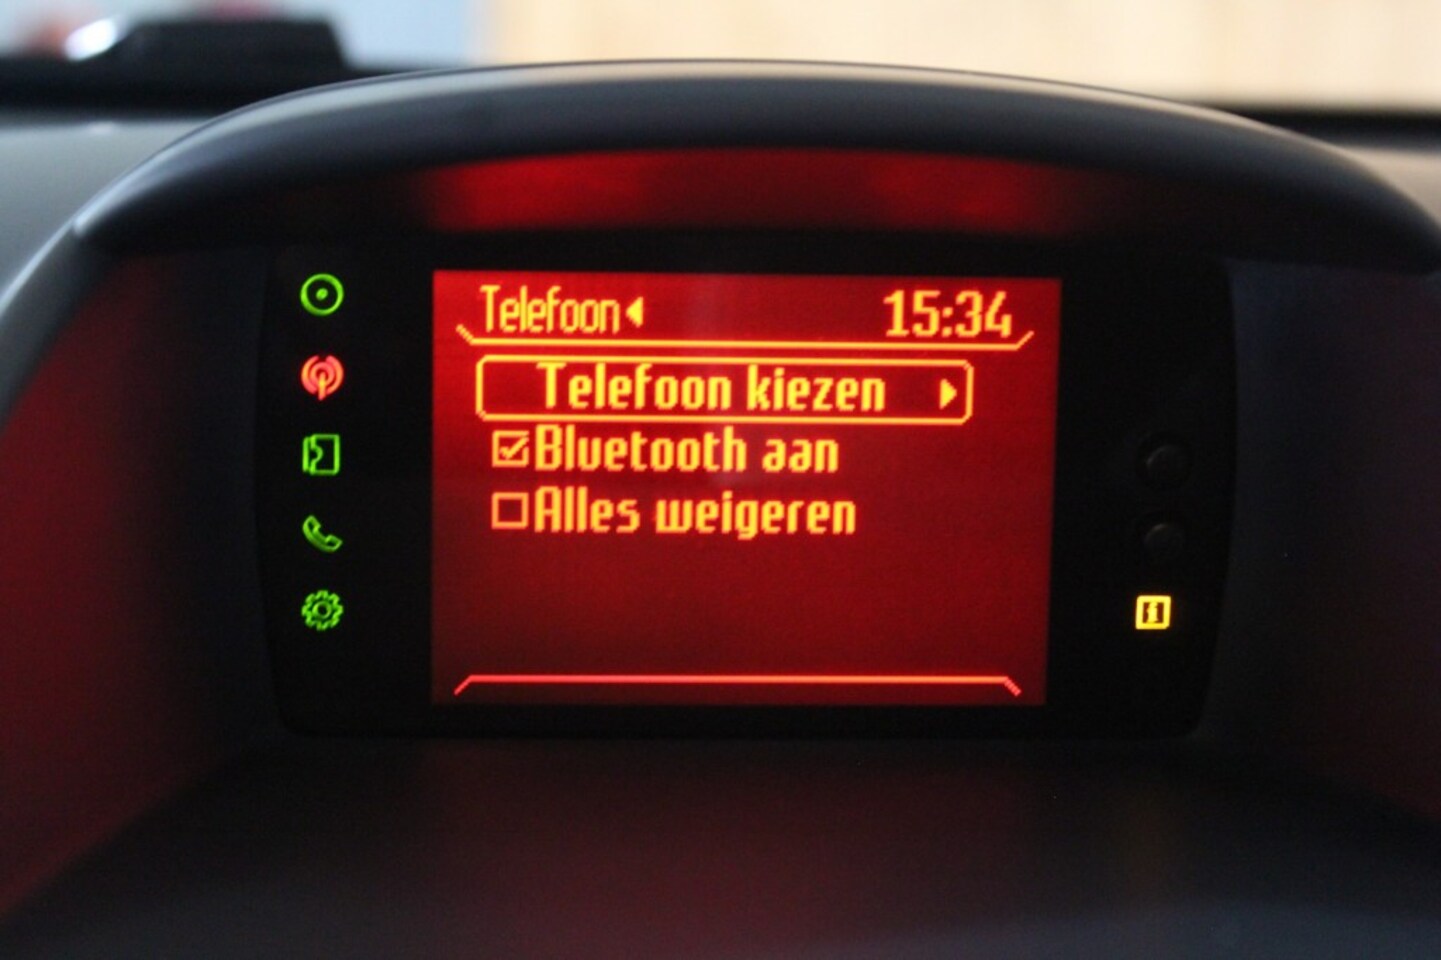 Telefoon 15:34
Telefoon kiezen
Bluetooth aan
Alles weigeren
i